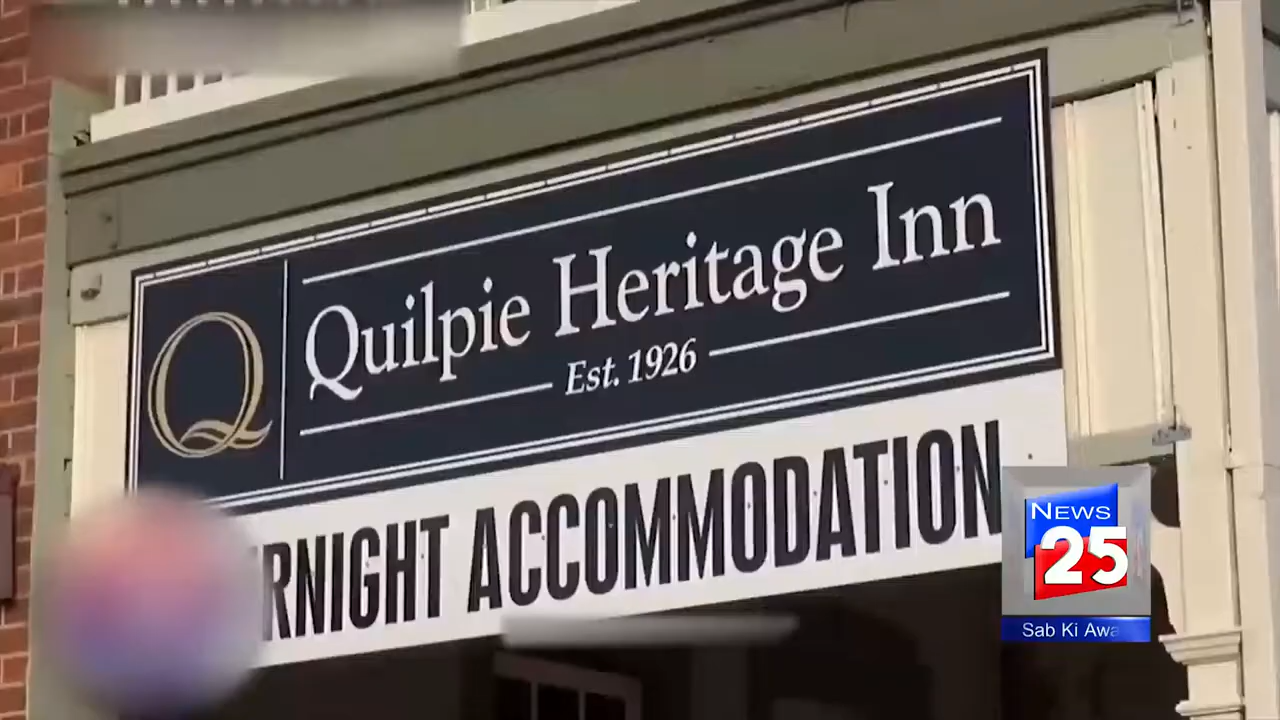 Q
Quilpie Heritage Inn
Est. 1926
RNIGHT ACCOMMODATION
NEWS
25
Sab Ki Awa